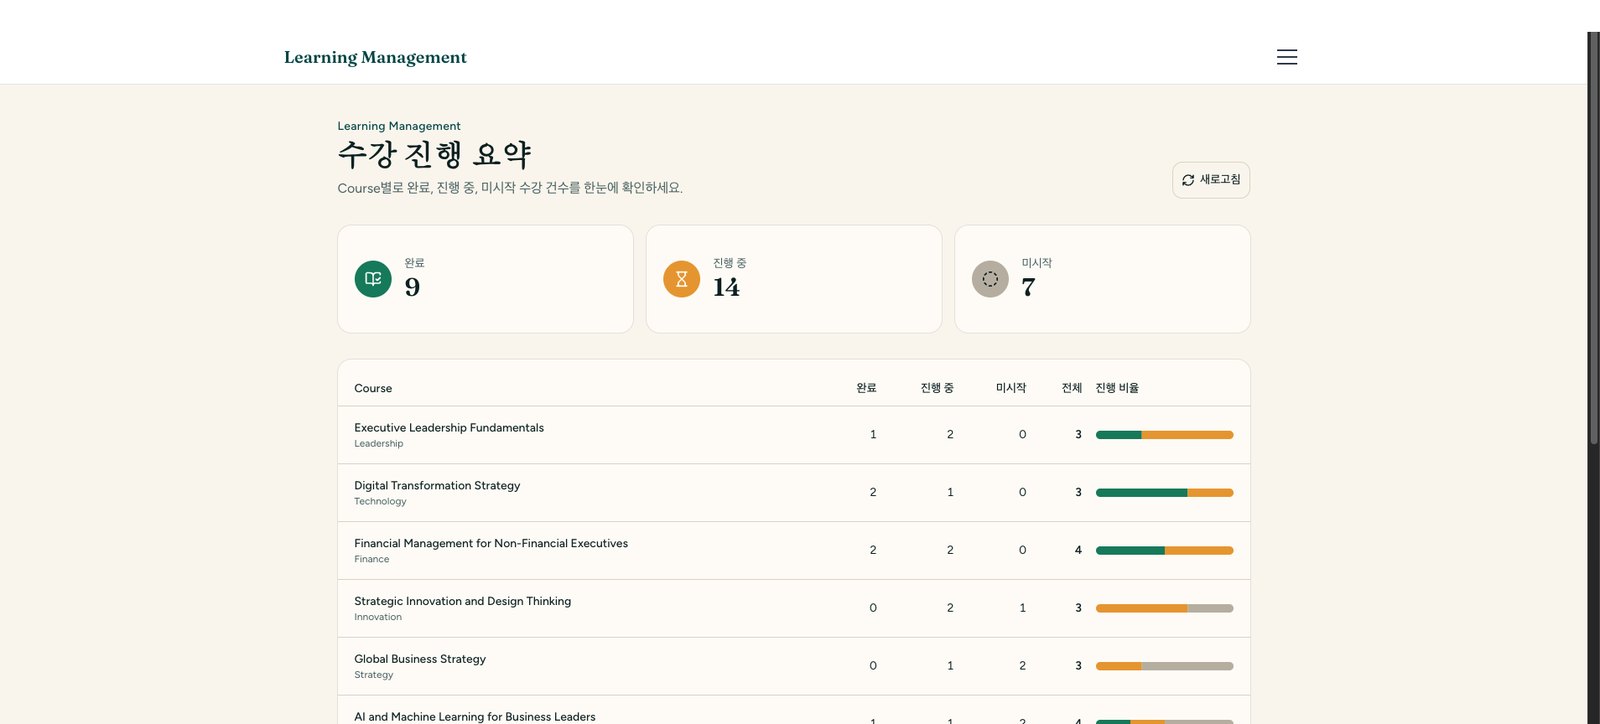 Learning Management
Learning Management
수강 진행 요약
Course별로 완료, 진행 중, 미시작 수강 건수를 한눈에 확인하세요.
새로고침
완료
9
진행 중
14
미시작
7
Course 완료 진행 중 미시작 전체 진행 비율
Executive Leadership Fundamentals 1 2 0 3
Leadership
Digital Transformation Strategy 2 1 0 3
Technology
Financial Management for Non-Financial Executives 2 2 0 4
Finance
Strategic Innovation and Design Thinking 0 2 1 3
Innovation
Global Business Strategy 0 1 2 3
Strategy
AI and Machine Learning for Business Leaders 1 1 2 4